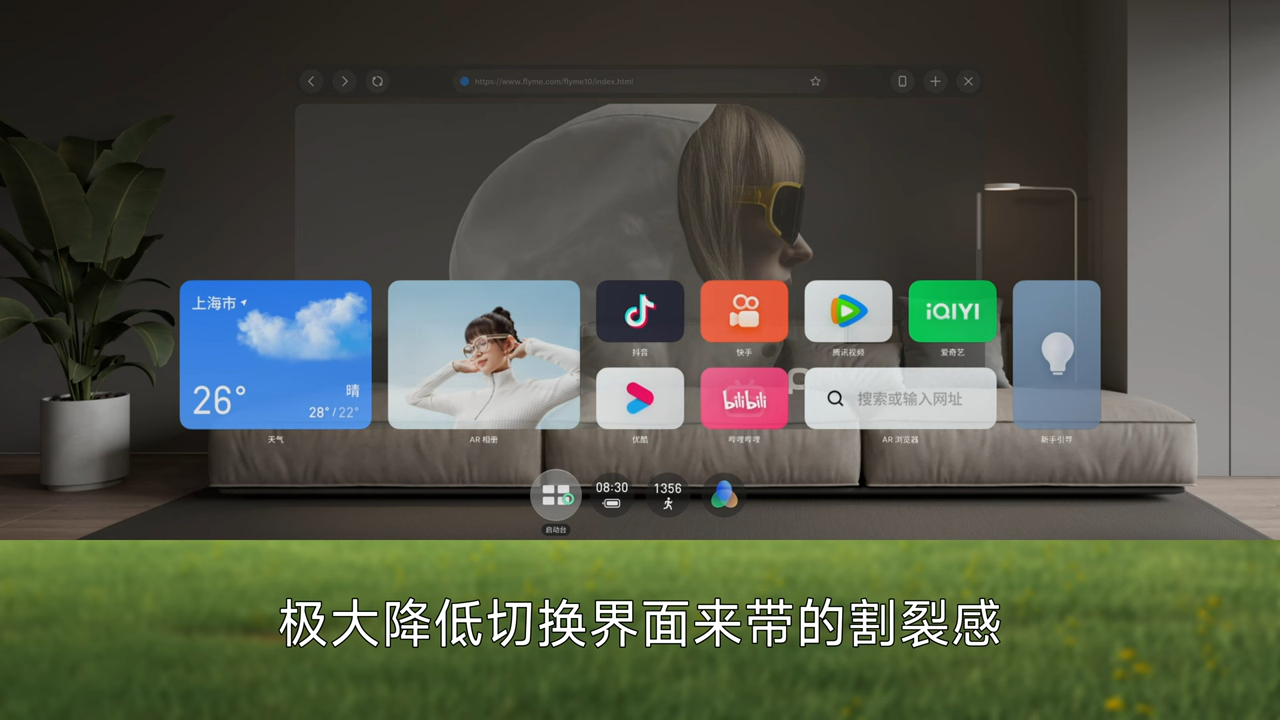 https://www.flyme.com/flyme10/index.html
上海市
26°
晴
28° / 22°
天气
AR 相册
抖音
快手
腾讯视频
iQIYI
爱奇艺
优酷
bilibili
哔哩哔哩
搜索或输入网址
AR 浏览器
新手引导
启动台
08:30
1356
极大降低切换界面来带的割裂感